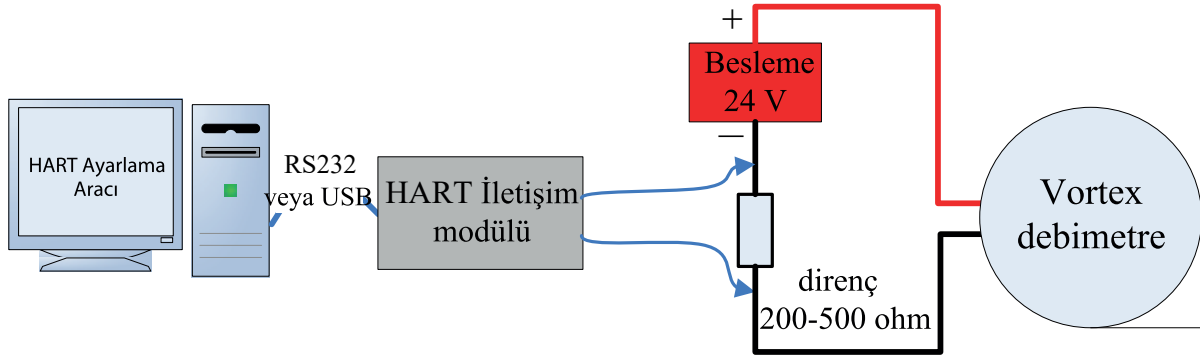 HART Ayarlama
Aracı
RS232
veya USB
HART İletişim
modülü
+
Besleme
24 V
−
direnç
200-500 ohm
Vortex
debimetre